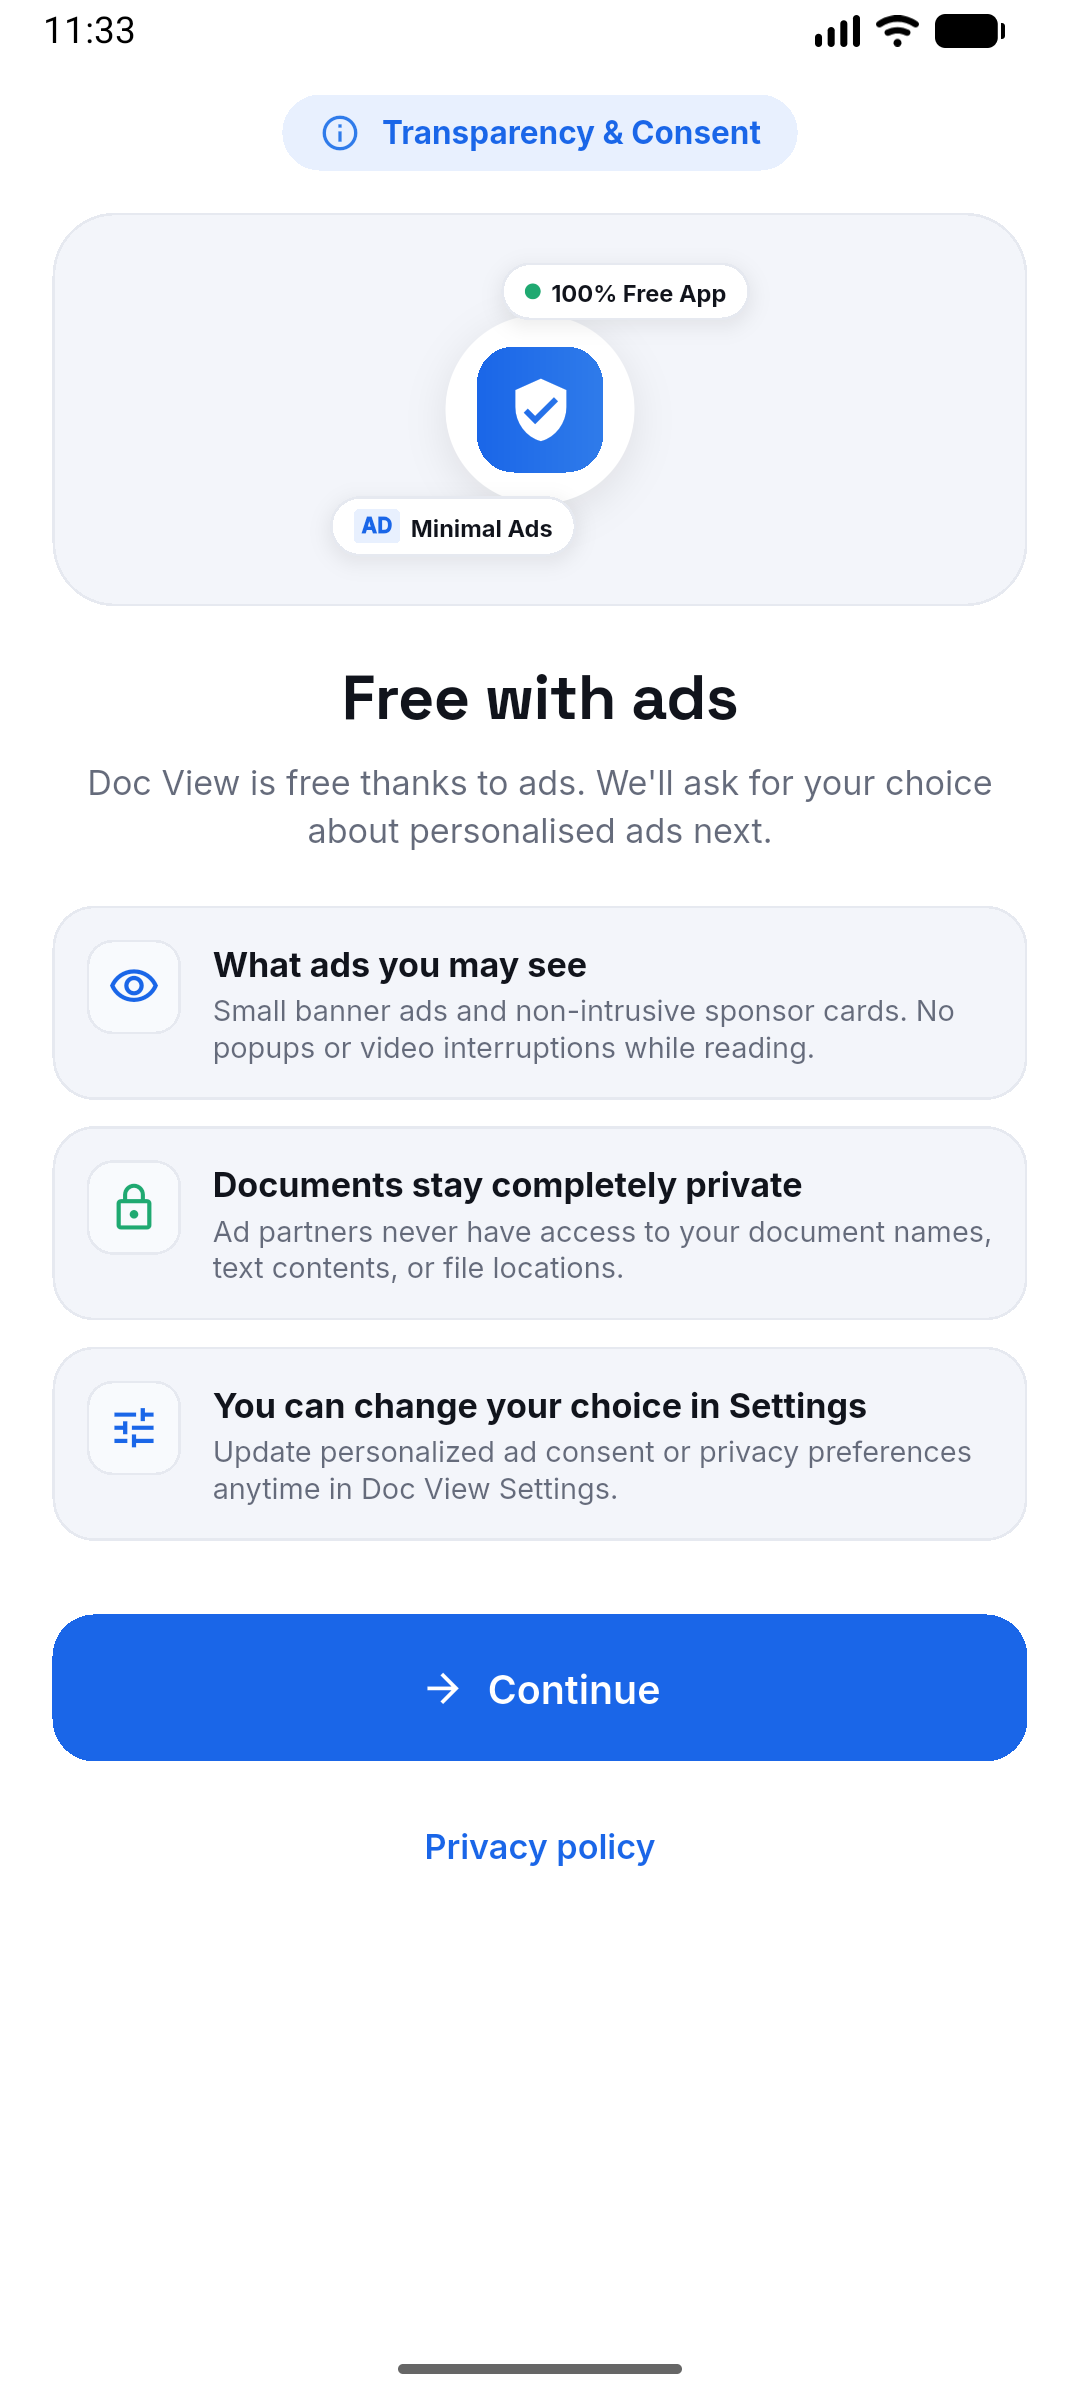 11:33
Transparency & Consent
100% Free App
AD Minimal Ads
Free with ads
Doc View is free thanks to ads. We'll ask for your choice
about personalised ads next.
What ads you may see
Small banner ads and non-intrusive sponsor cards. No
popups or video interruptions while reading.
Documents stay completely private
Ad partners never have access to your document names,
text contents, or file locations.
You can change your choice in Settings
Update personalized ad consent or privacy preferences
anytime in Doc View Settings.
Continue
Privacy policy